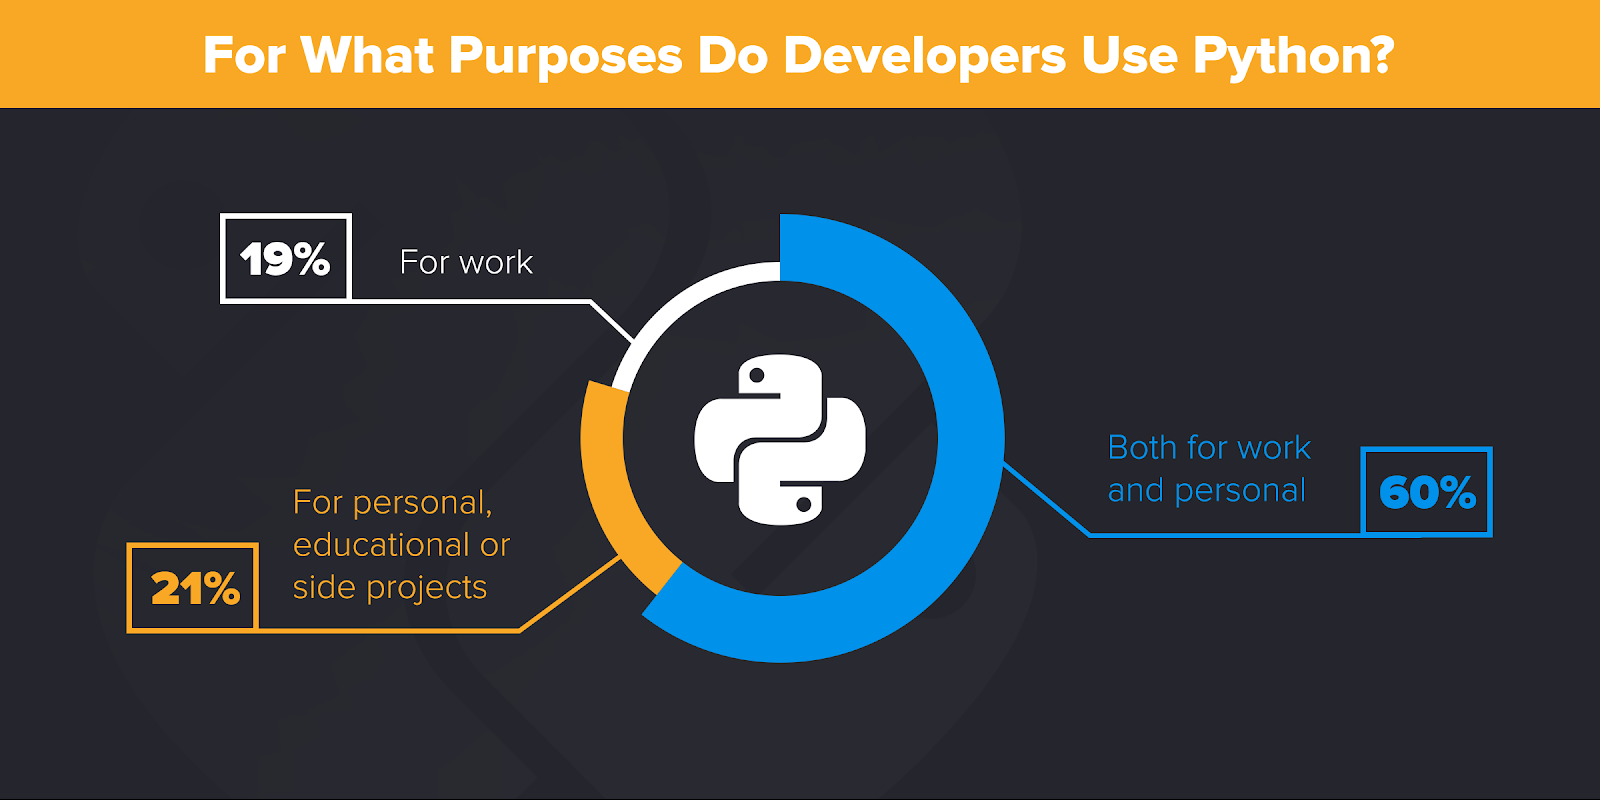 For What Purposes Do Developers Use Python?
19%
For work
Both for work
and personal
60%
For personal,
educational or
side projects
21%